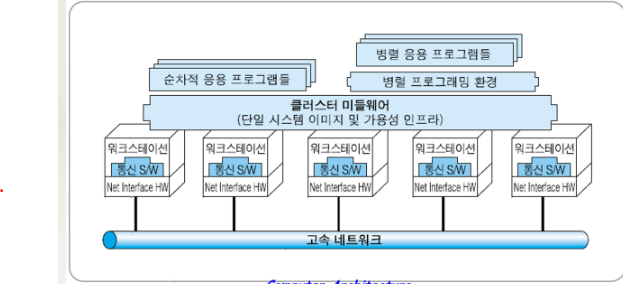 병렬 응용 프로그램들
순차적 응용 프로그램들
병렬 프로그래밍 환경
클러스터 미들웨어
(단일 시스템 이미지 및 가용성 인프라)
워크스테이션 워크스테이션 워크스테이션 워크스테이션 워크스테이션
통신 S/W 통신 S/W 통신 S/W 통신 S/W 통신 S/W
Net Interface HW Net Interface HW Net Interface HW Net Interface HW Net Interface HW
고속 네트워크
Computer Architecture